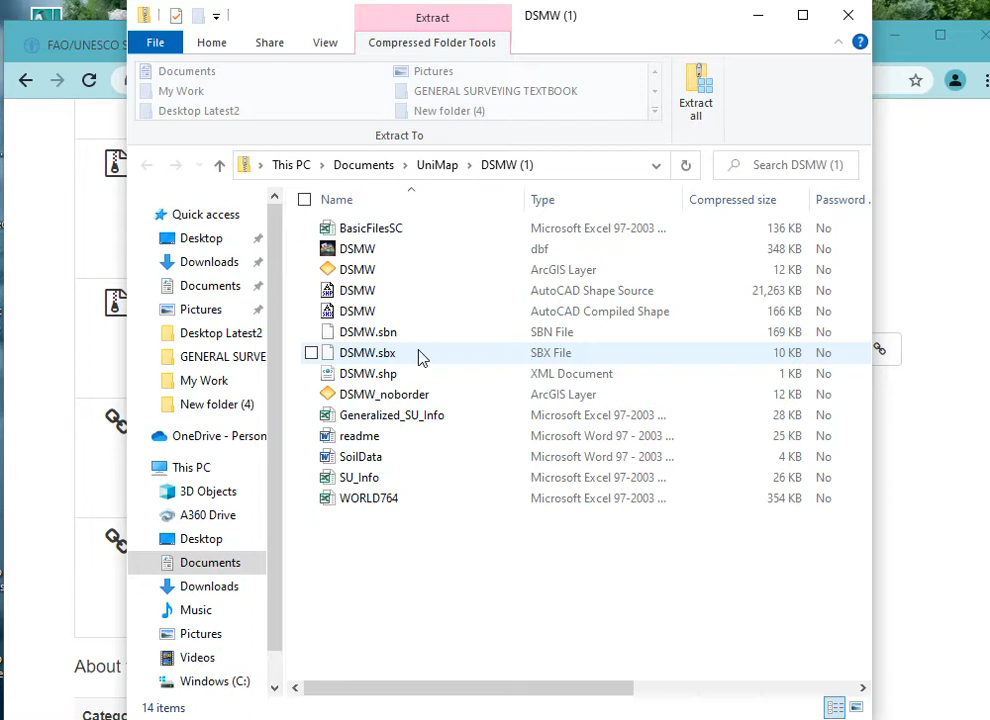 Extract
DSMW (1)
File
Home
Share
View
Compressed Folder Tools
FAO/UNESCO S
Documents
Pictures
My Work
GENERAL SURVEYING TEXTBOOK
Desktop Latest2
New folder (4)
Extract all
Extract To
This PC > Documents > UniMap > DSMW (1)
Search DSMW (1)
Name
Type
Compressed size
Password .
Quick access
Desktop
Downloads
Documents
Pictures
Desktop Latest2
GENERAL SURVE
My Work
New folder (4)
OneDrive - Person
This PC
3D Objects
A360 Drive
Desktop
Documents
Downloads
Music
Pictures
Videos
Windows (C:)
BasicFilesSC Microsoft Excel 97-2003 ... 136 KB No
DSMW dbf 348 KB No
DSMW ArcGIS Layer 12 KB No
DSMW AutoCAD Shape Source 21,263 KB No
DSMW AutoCAD Compiled Shape 166 KB No
DSMW.sbn SBN File 169 KB No
DSMW.sbx SBX File 10 KB No
DSMW.shp XML Document 1 KB No
DSMW_noborder ArcGIS Layer 12 KB No
Generalized_SU_Info Microsoft Excel 97-2003 ... 28 KB No
readme Microsoft Word 97 - 2003 ... 25 KB No
SoilData Microsoft Word 97 - 2003 ... 4 KB No
SU_Info Microsoft Excel 97-2003 ... 26 KB No
WORLD764 Microsoft Excel 97-2003 ... 354 KB No
14 items
About
Catego